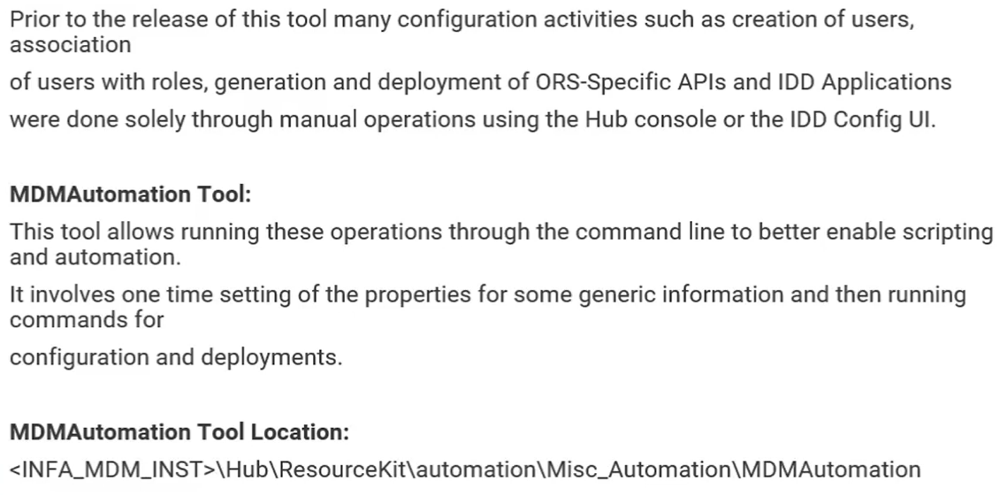 Prior to the release of this tool many configuration activities such as creation of users,
association
of users with roles, generation and deployment of ORS-Specific APIs and IDD Applications
were done solely through manual operations using the Hub console or the IDD Config UI.
MDMAutomation Tool:
This tool allows running these operations through the command line to better enable scripting
and automation.
It involves one time setting of the properties for some generic information and then running
commands for
configuration and deployments.
MDMAutomation Tool Location:
<INFA_MDM_INST>\Hub\ResourceKit\automation\Misc_Automation\MDMAutomation